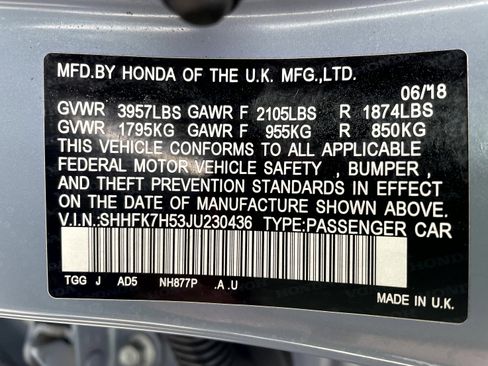 MFD.BY HONDA OF THE U.K. MFG.,LTD.
06/18
GVWR 3957LBS GAWR F 2105LBS R 1874LBS
GVWR 1795KG GAWR F 955KG R 850KG
THIS VEHICLE CONFORMS TO ALL APPLICABLE
FEDERAL MOTOR VEHICLE SAFETY , BUMPER ,
AND THEFT PREVENTION STANDARDS IN EFFECT
ON THE DATE OF MANUFACTURE SHOWN ABOVE.
V.I.N.:SHHFK7H53JU230436 TYPE:PASSENGER CAR
TGG J AD5 NH877P .A .U
MADE IN U.K.